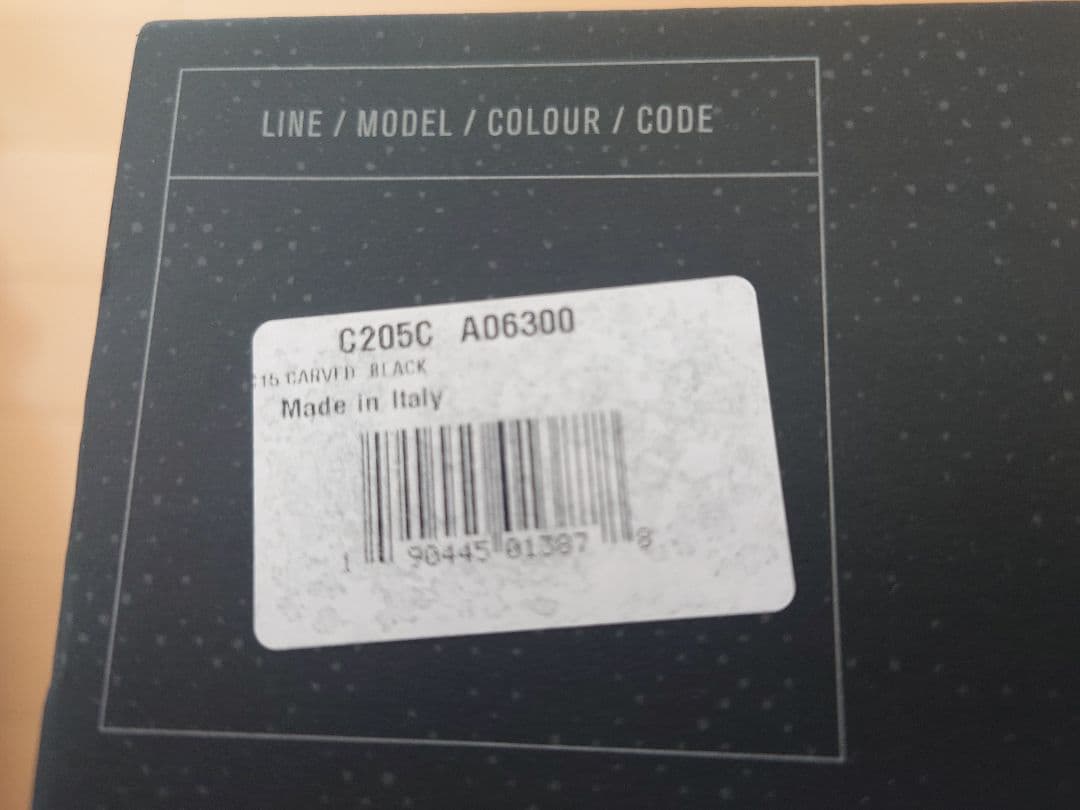 LINE / MODEL / COLOUR / CODE
C205C A06300
15 CARVED BLACK
Made in Italy
1 90445 01387 8